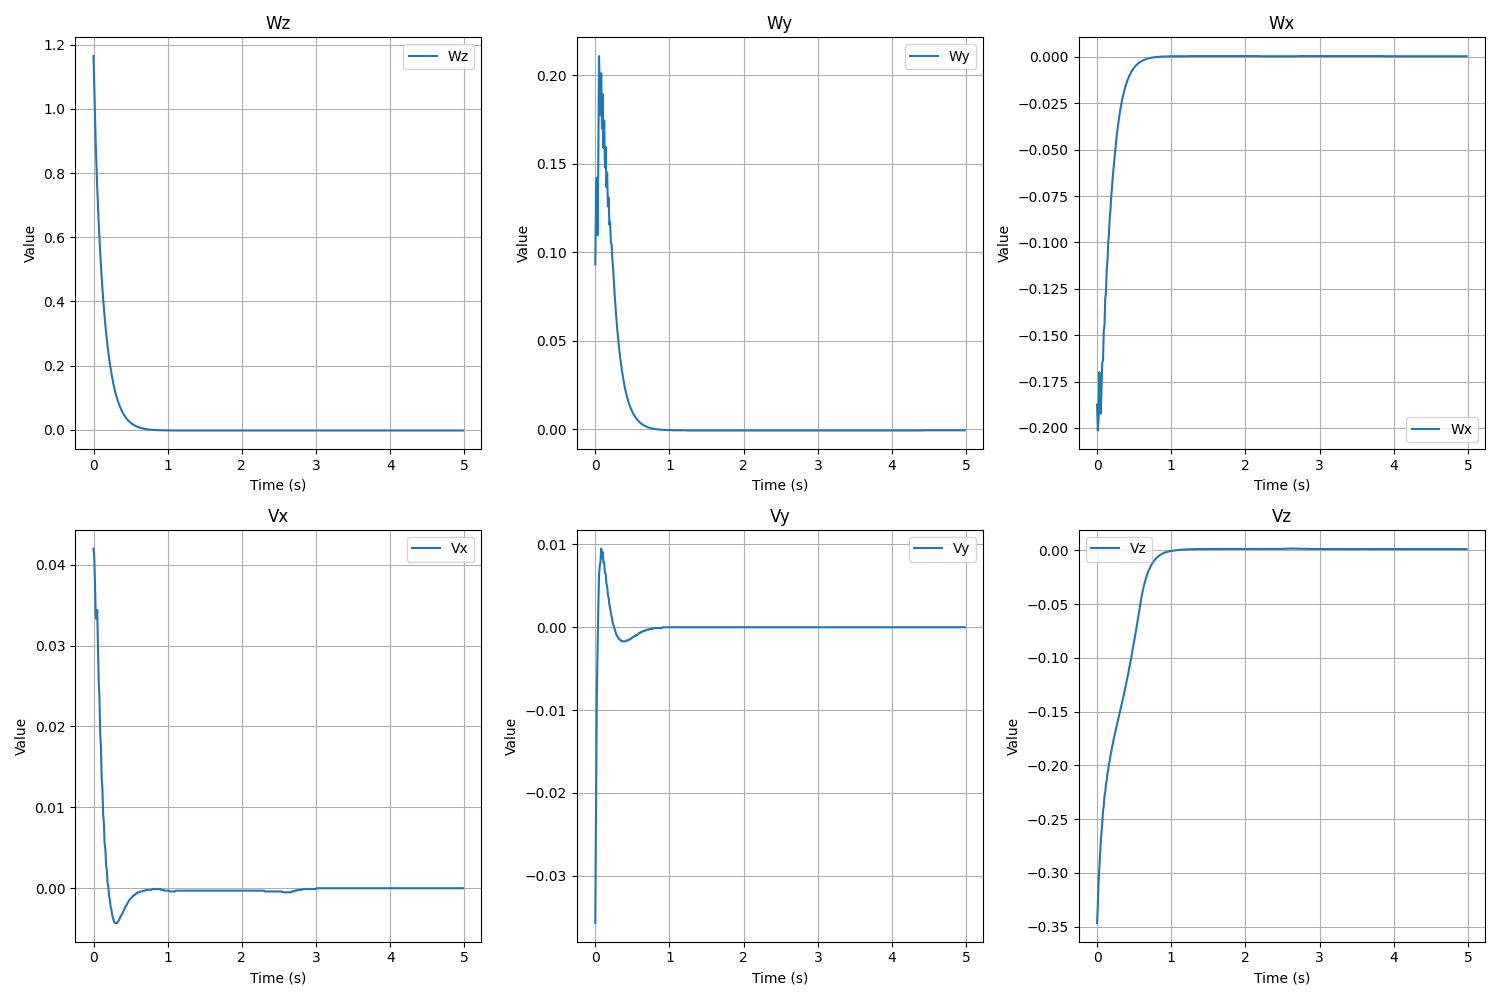 Wz
Wz
Value
1.2
1.0
0.8
0.6
0.4
0.2
0.0
0 1 2 3 4 5
Time (s)
Wy
Wy
Value
0.20
0.15
0.10
0.05
0.00
0 1 2 3 4 5
Time (s)
Wx
Wx
Value
0.000
−0.025
−0.050
−0.075
−0.100
−0.125
−0.150
−0.175
−0.200
0 1 2 3 4 5
Time (s)
Vx
Vx
Value
0.04
0.03
0.02
0.01
0.00
0 1 2 3 4 5
Time (s)
Vy
Vy
Value
0.01
0.00
−0.01
−0.02
−0.03
0 1 2 3 4 5
Time (s)
Vz
Vz
Value
0.00
−0.05
−0.10
−0.15
−0.20
−0.25
−0.30
−0.35
0 1 2 3 4 5
Time (s)